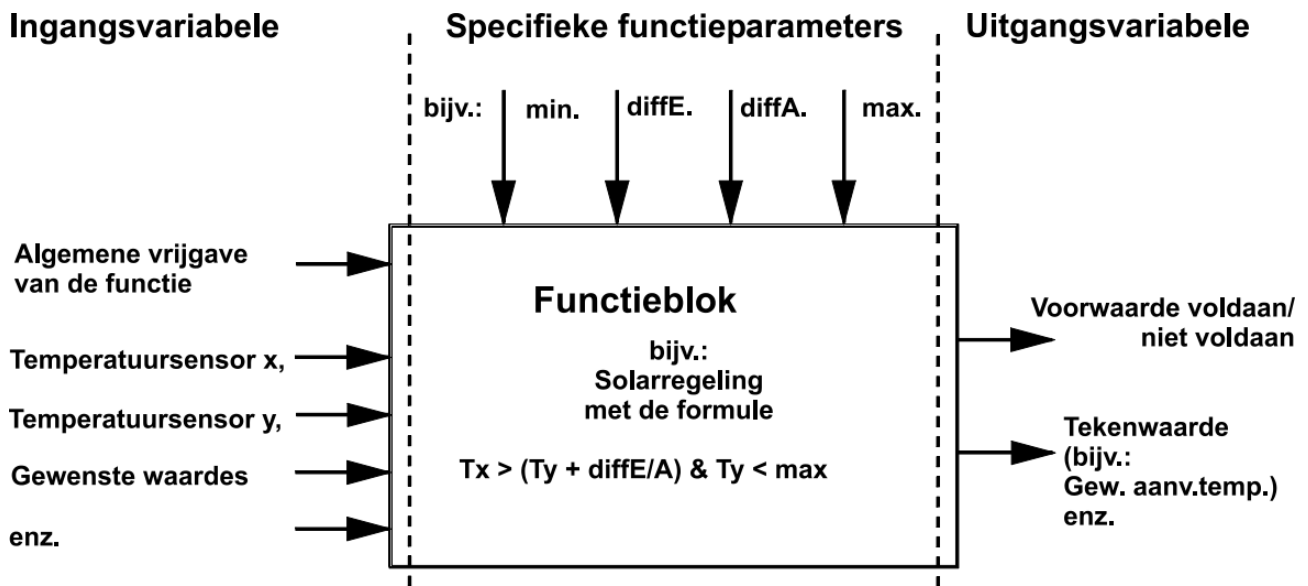 Ingangsvariabele
Specifieke functieparameters
Uitgangsvariabele
bijv.:
min.
diffE.
diffA.
max.
Algemene vrijgave
van de functie
Temperatuursensor x,
Temperatuursensor y,
Gewenste waardes
enz.
Functieblok
bijv.:
Solarregeling
met de formule
Tx > (Ty + diffE/A) & Ty < max
Voorwaarde voldaan/
niet voldaan
Tekenwaarde
(bijv.:
Gew. aanv.temp.)
enz.